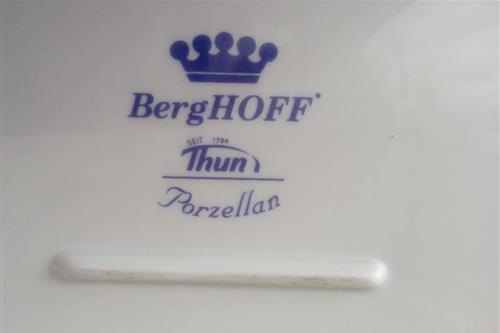 BergHOFF
SEIT 1794
Thun
Porzellan